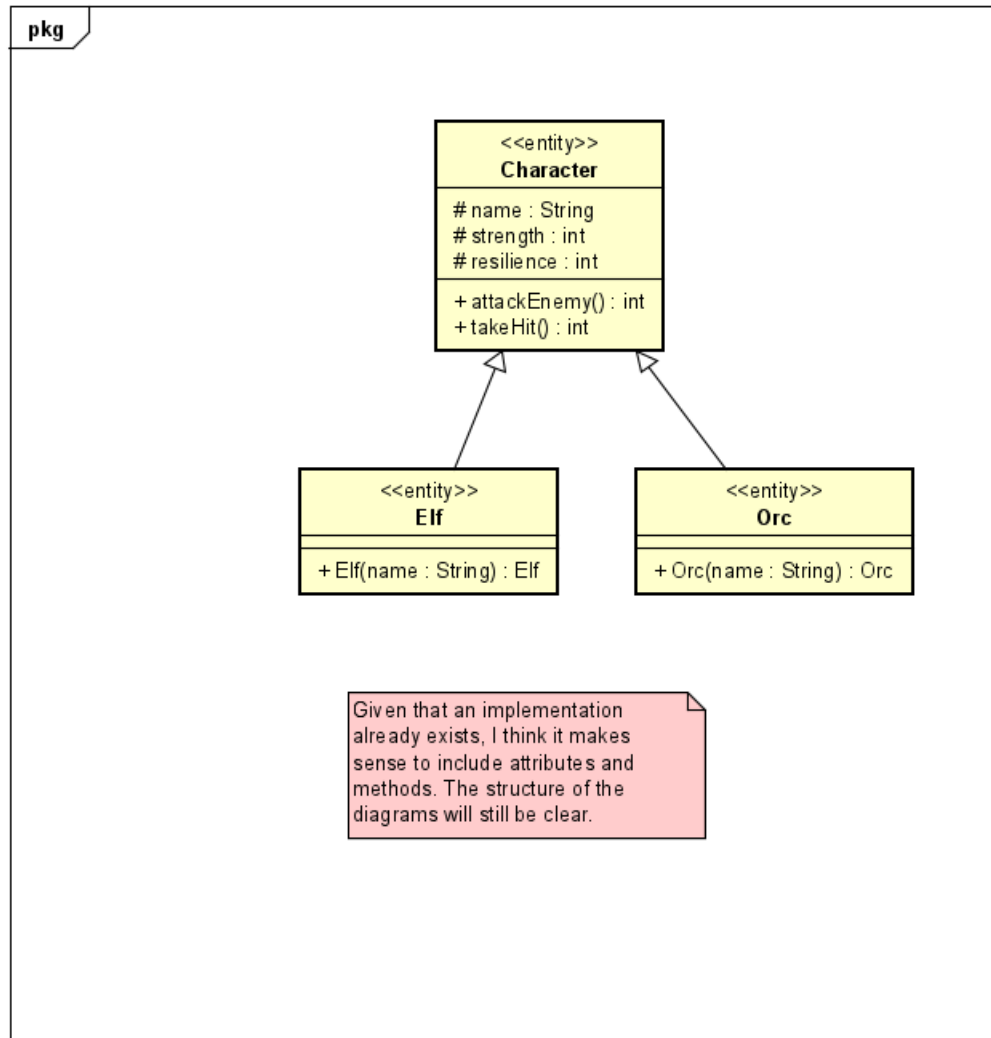 pkg
<<entity>>
Character
# name : String
# strength : int
# resilience : int
+ attackEnemy() : int
+ takeHit() : int
<<entity>>
Elf
+ Elf(name : String) : Elf
<<entity>>
Orc
+ Orc(name : String) : Orc
Given that an implementation
already exists, I think it makes
sense to include attributes and
methods. The structure of the
diagrams will still be clear.